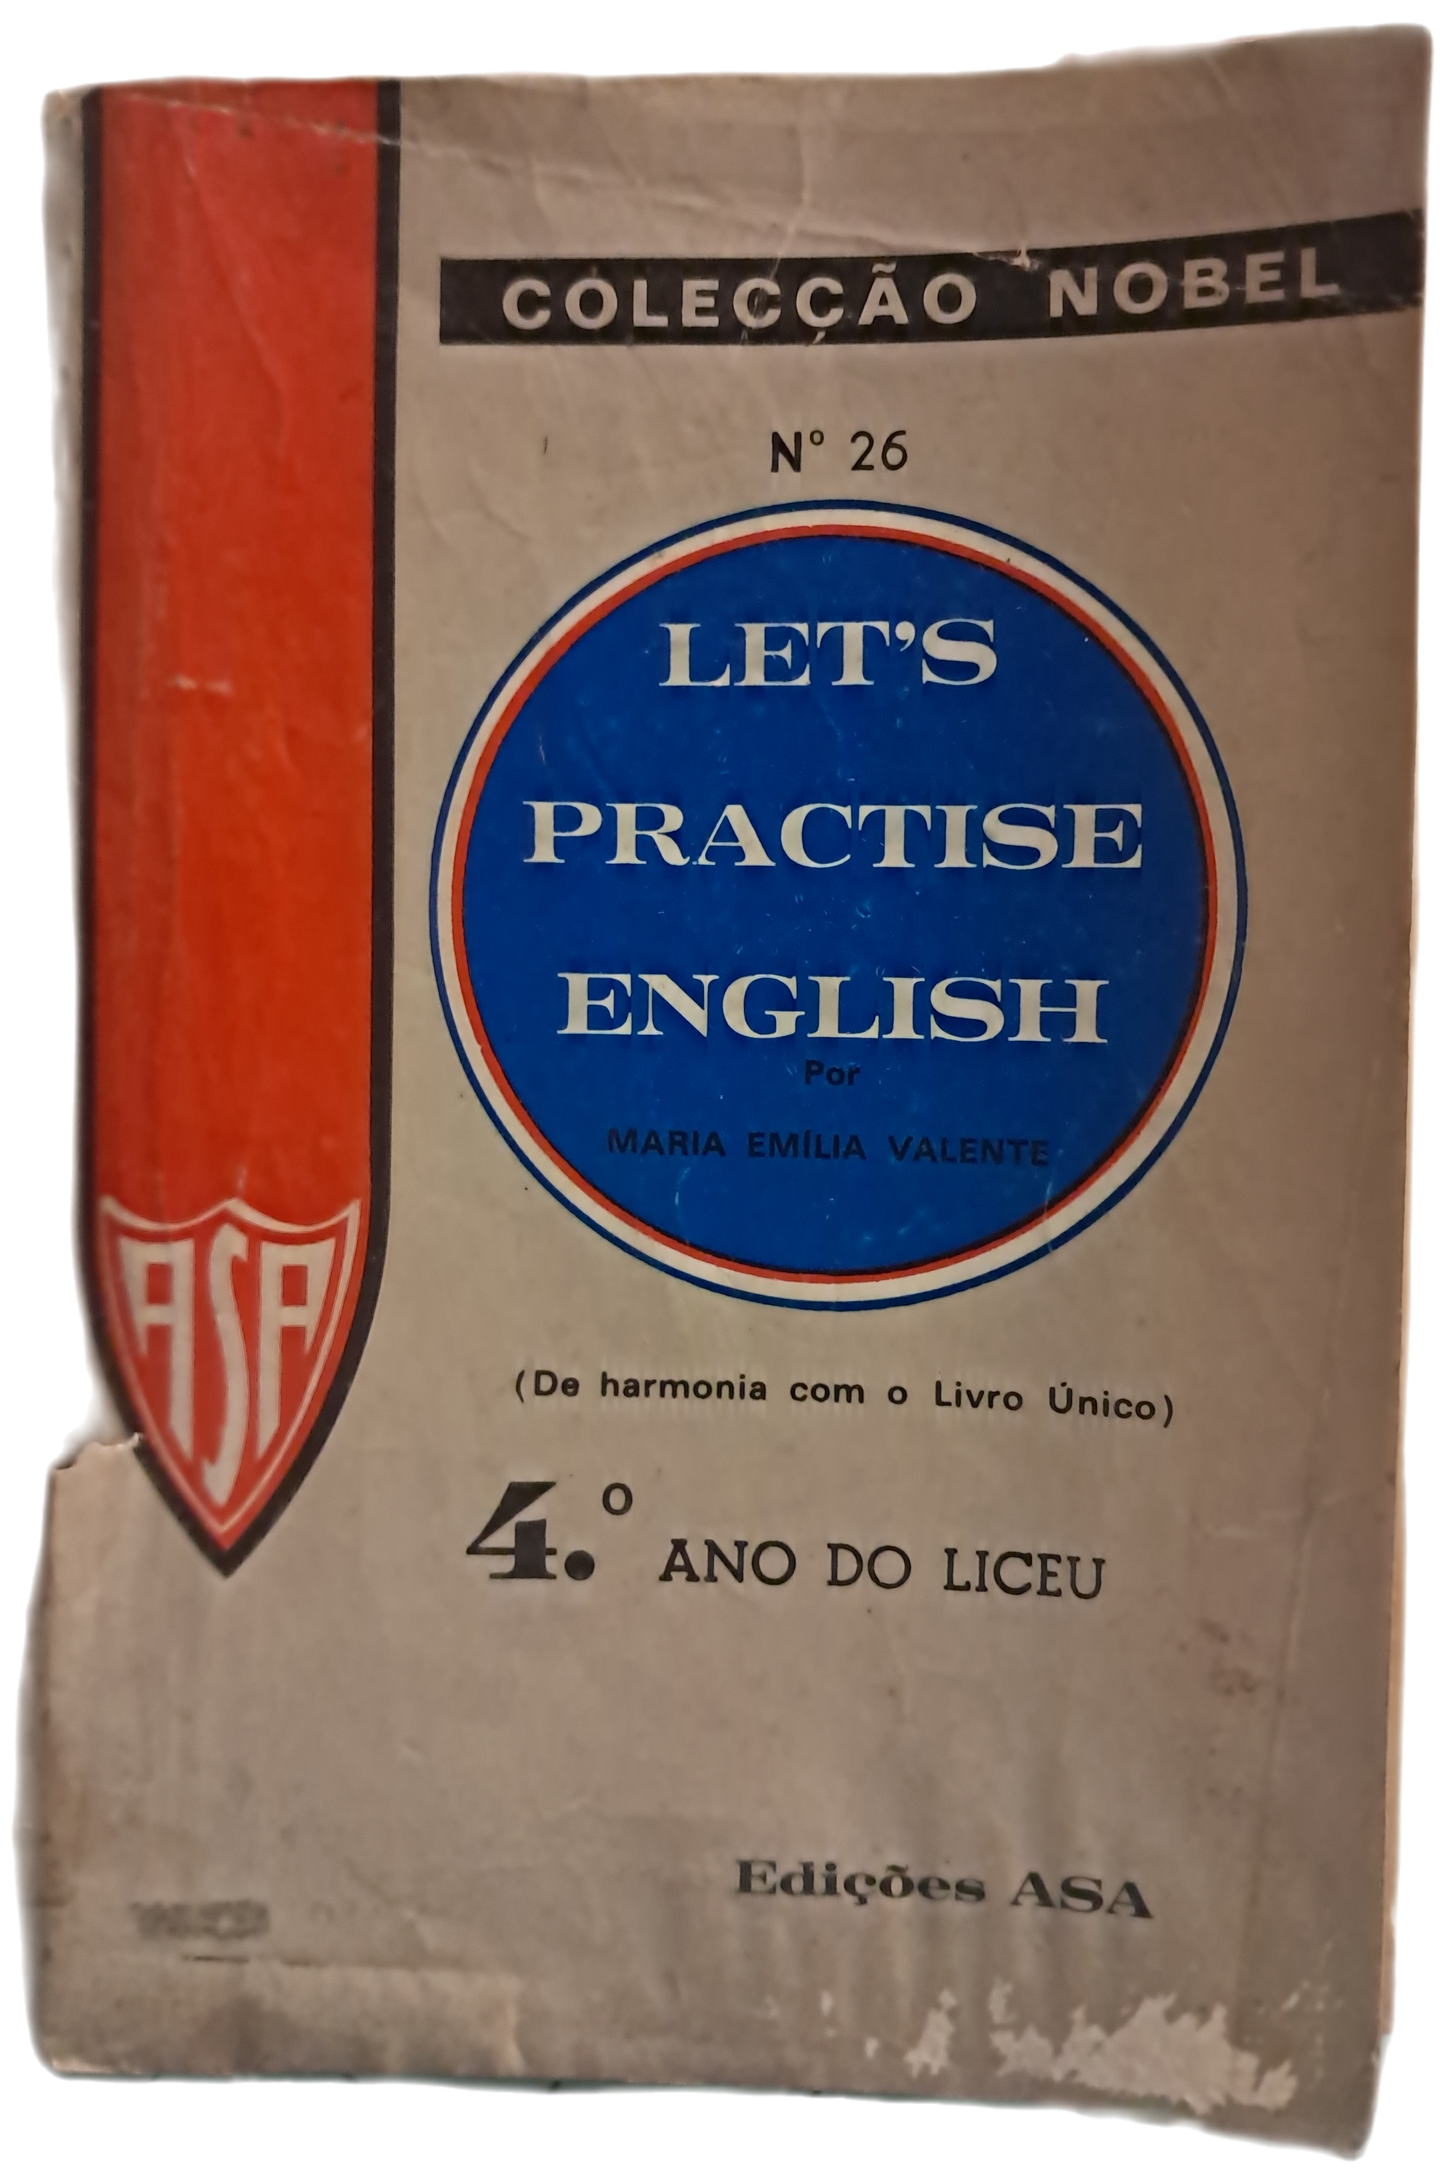 COLECÇÃO NOBEL
Nº 26
LET'S
PRACTISE
ENGLISH
Por
MARIA EMÍLIA VALENTE
ASA
(De harmonia com o Livro Único)
4.º ANO DO LICEU
Edições ASA